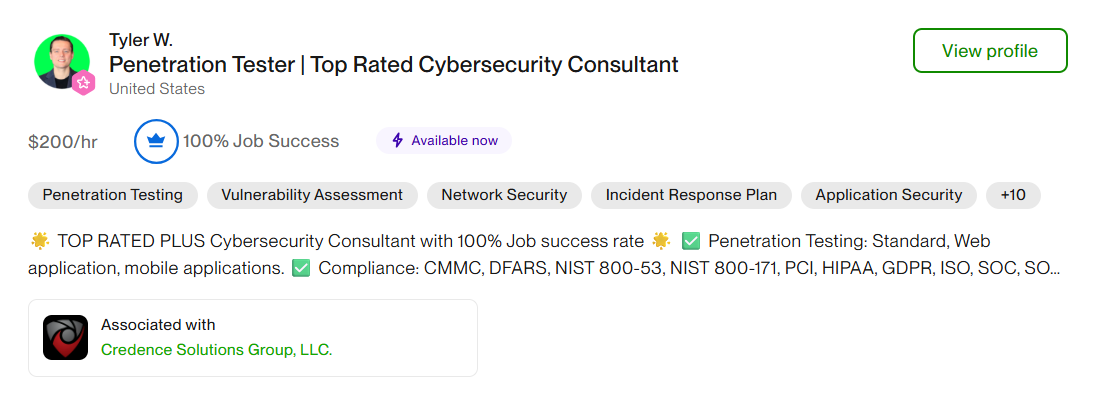 Tyler W.
Penetration Tester | Top Rated Cybersecurity Consultant
View profile
United States
$200/hr
100% Job Success
Available now
Penetration Testing
Vulnerability Assessment
Network Security
Incident Response Plan
Application Security
+10
🌟 TOP RATED PLUS Cybersecurity Consultant with 100% Job success rate 🌟 ✅ Penetration Testing: Standard, Web
application, mobile applications. ✅ Compliance: CMMC, DFARS, NIST 800-53, NIST 800-171, PCI, HIPAA, GDPR, ISO, SOC, SO...
Associated with
Credence Solutions Group, LLC.